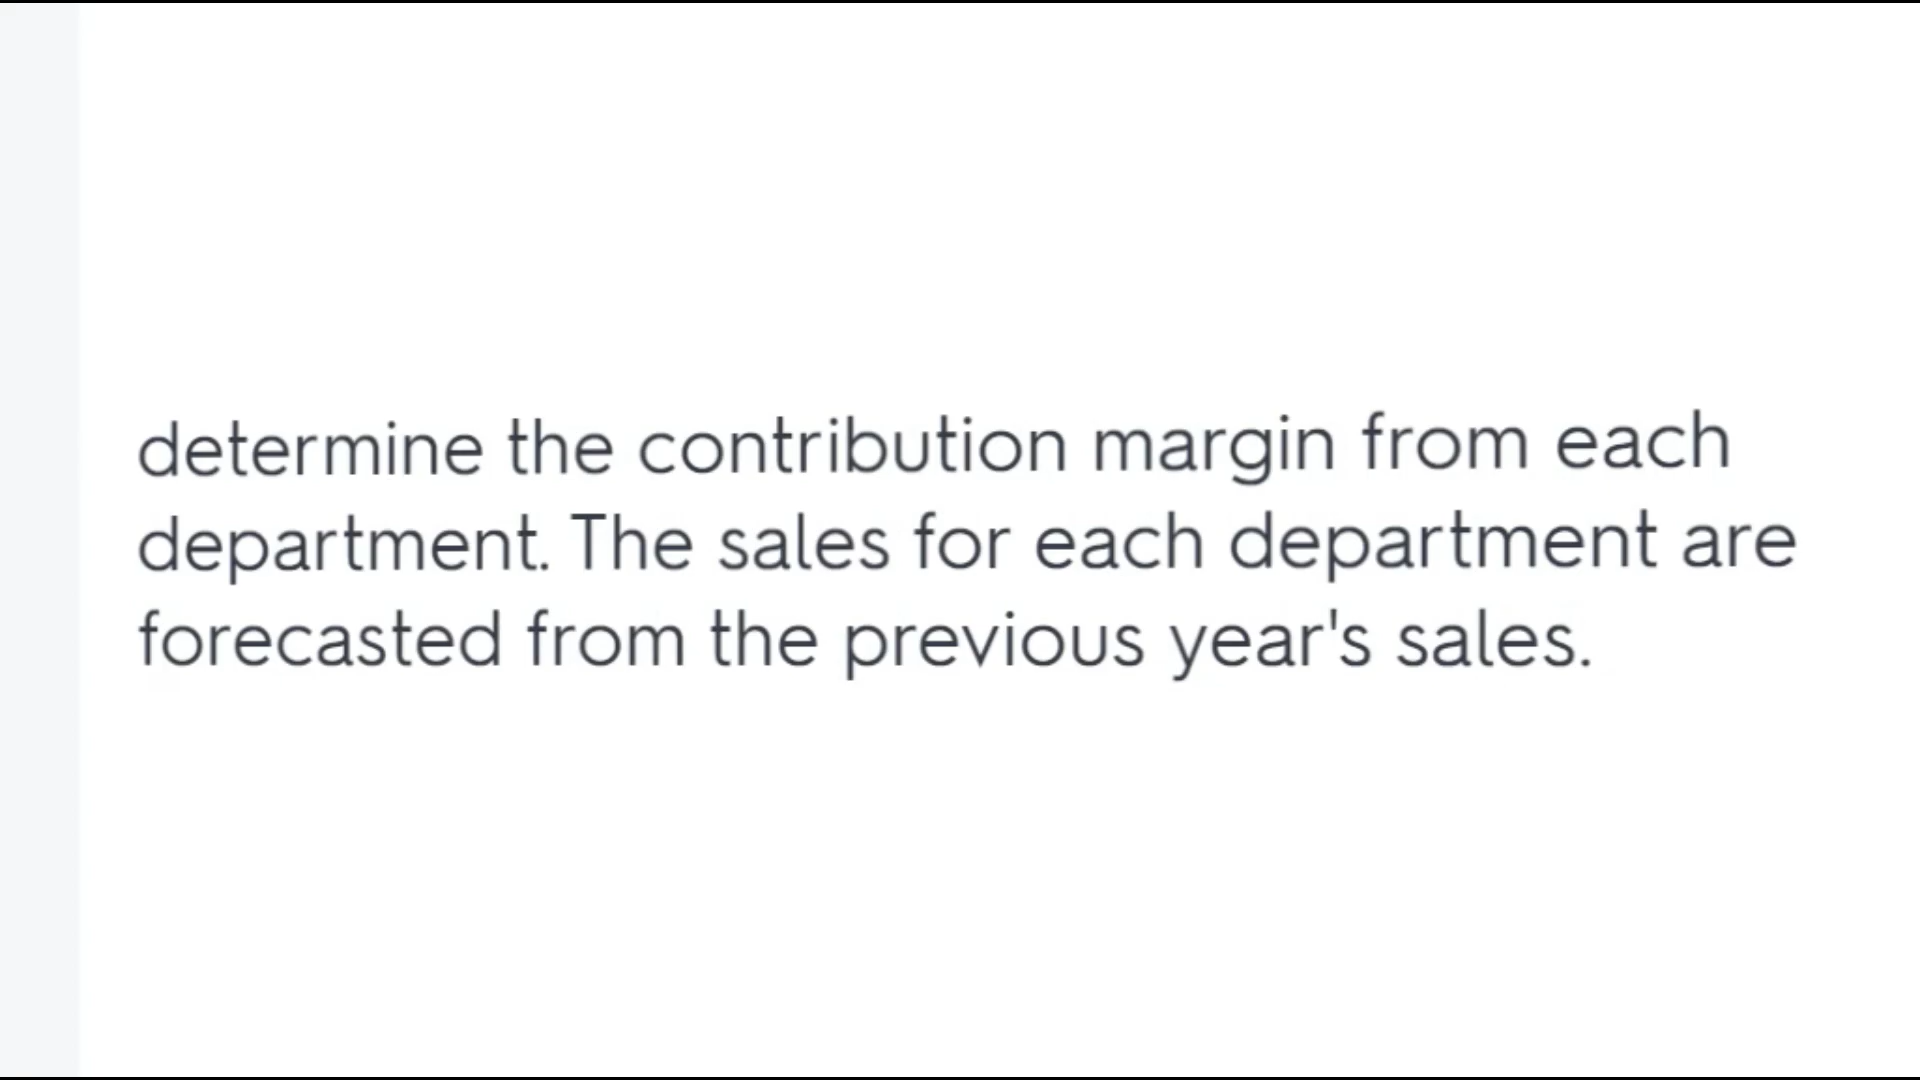 determine the contribution margin from each
department. The sales for each department are
forecasted from the previous year's sales.